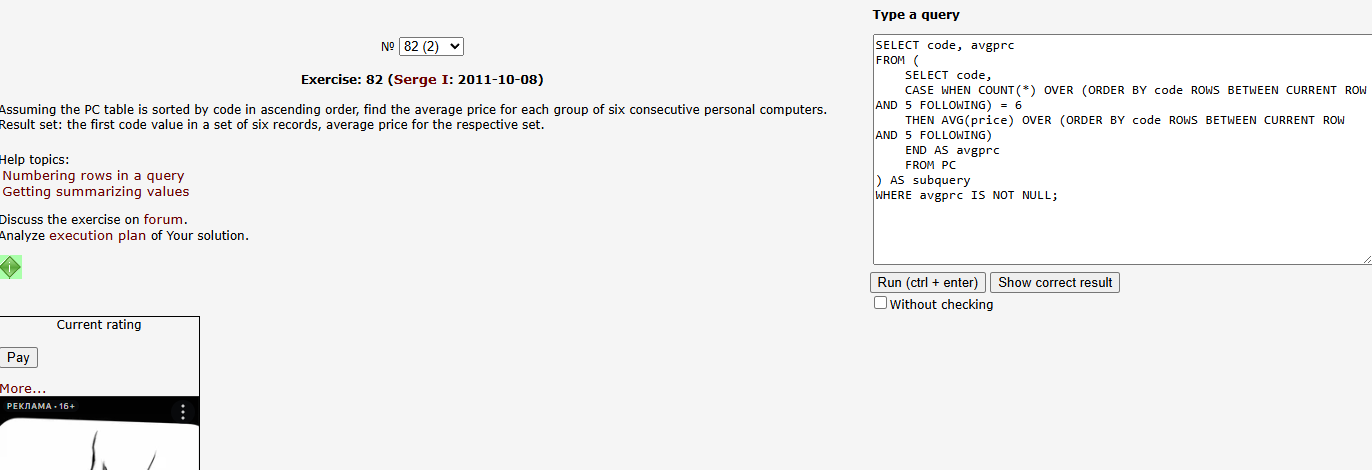 № 82 (2)
Exercise: 82 (Serge I: 2011-10-08)
Assuming the PC table is sorted by code in ascending order, find the average price for each group of six consecutive personal computers.
Result set: the first code value in a set of six records, average price for the respective set.
Help topics:
Numbering rows in a query
Getting summarizing values
Discuss the exercise on forum.
Analyze execution plan of Your solution.
Current rating
Pay
More...
РЕКЛАМА • 16+
Type a query
SELECT code, avgprc
FROM (
    SELECT code,
    CASE WHEN COUNT(*) OVER (ORDER BY code ROWS BETWEEN CURRENT ROW
AND 5 FOLLOWING) = 6
    THEN AVG(price) OVER (ORDER BY code ROWS BETWEEN CURRENT ROW
AND 5 FOLLOWING)
    END AS avgprc
    FROM PC
) AS subquery
WHERE avgprc IS NOT NULL;
Run (ctrl + enter) Show correct result
Without checking